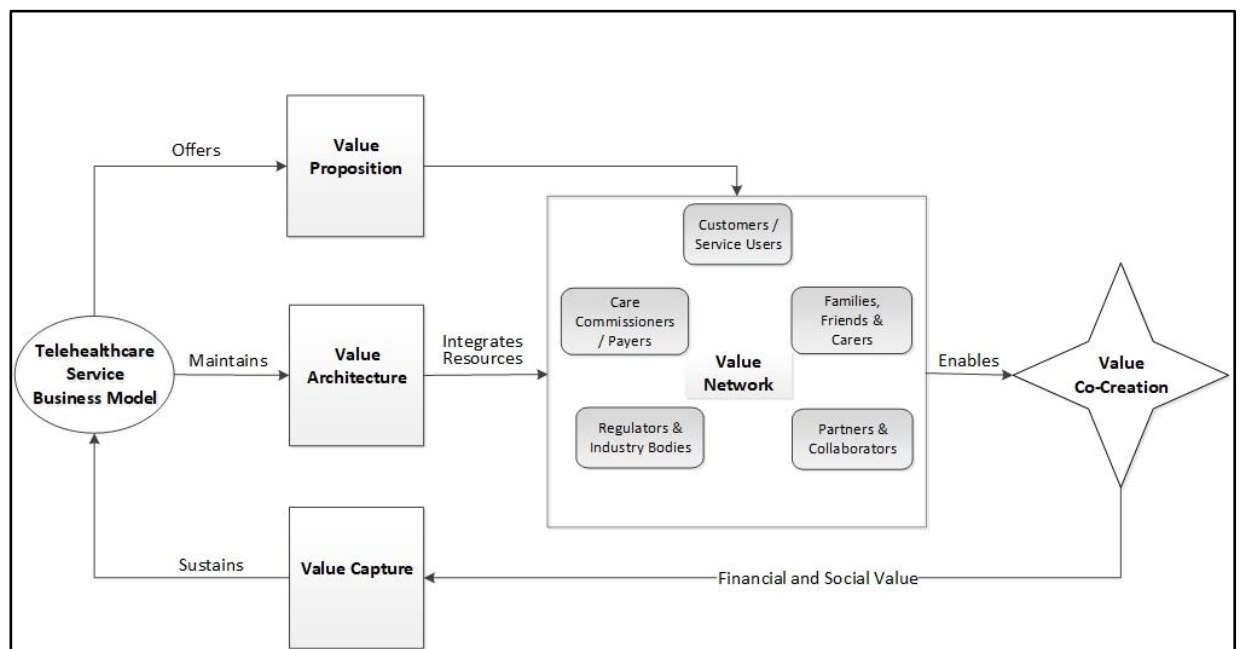 Offers
Value
Proposition
Customers /
Service Users
Care
Commissioners
/ Payers
Families,
Friends &
Carers
Telehealthcare
Service
Business Model
Maintains
Value
Architecture
Integrates
Resources
Value
Network
Enables
Value
Co-Creation
Regulators &
Industry Bodies
Partners &
Collaborators
Sustains
Value Capture
Financial and Social Value